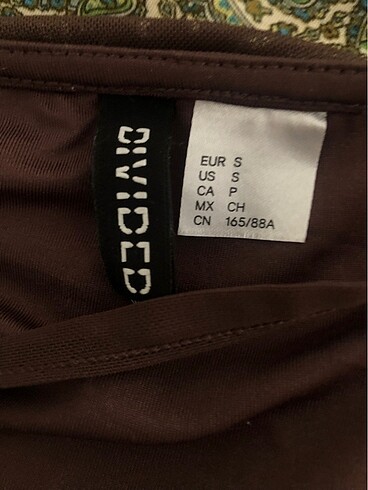 DIVIDED
EUR S
US S
CA P
MX CH
CN 165/88A